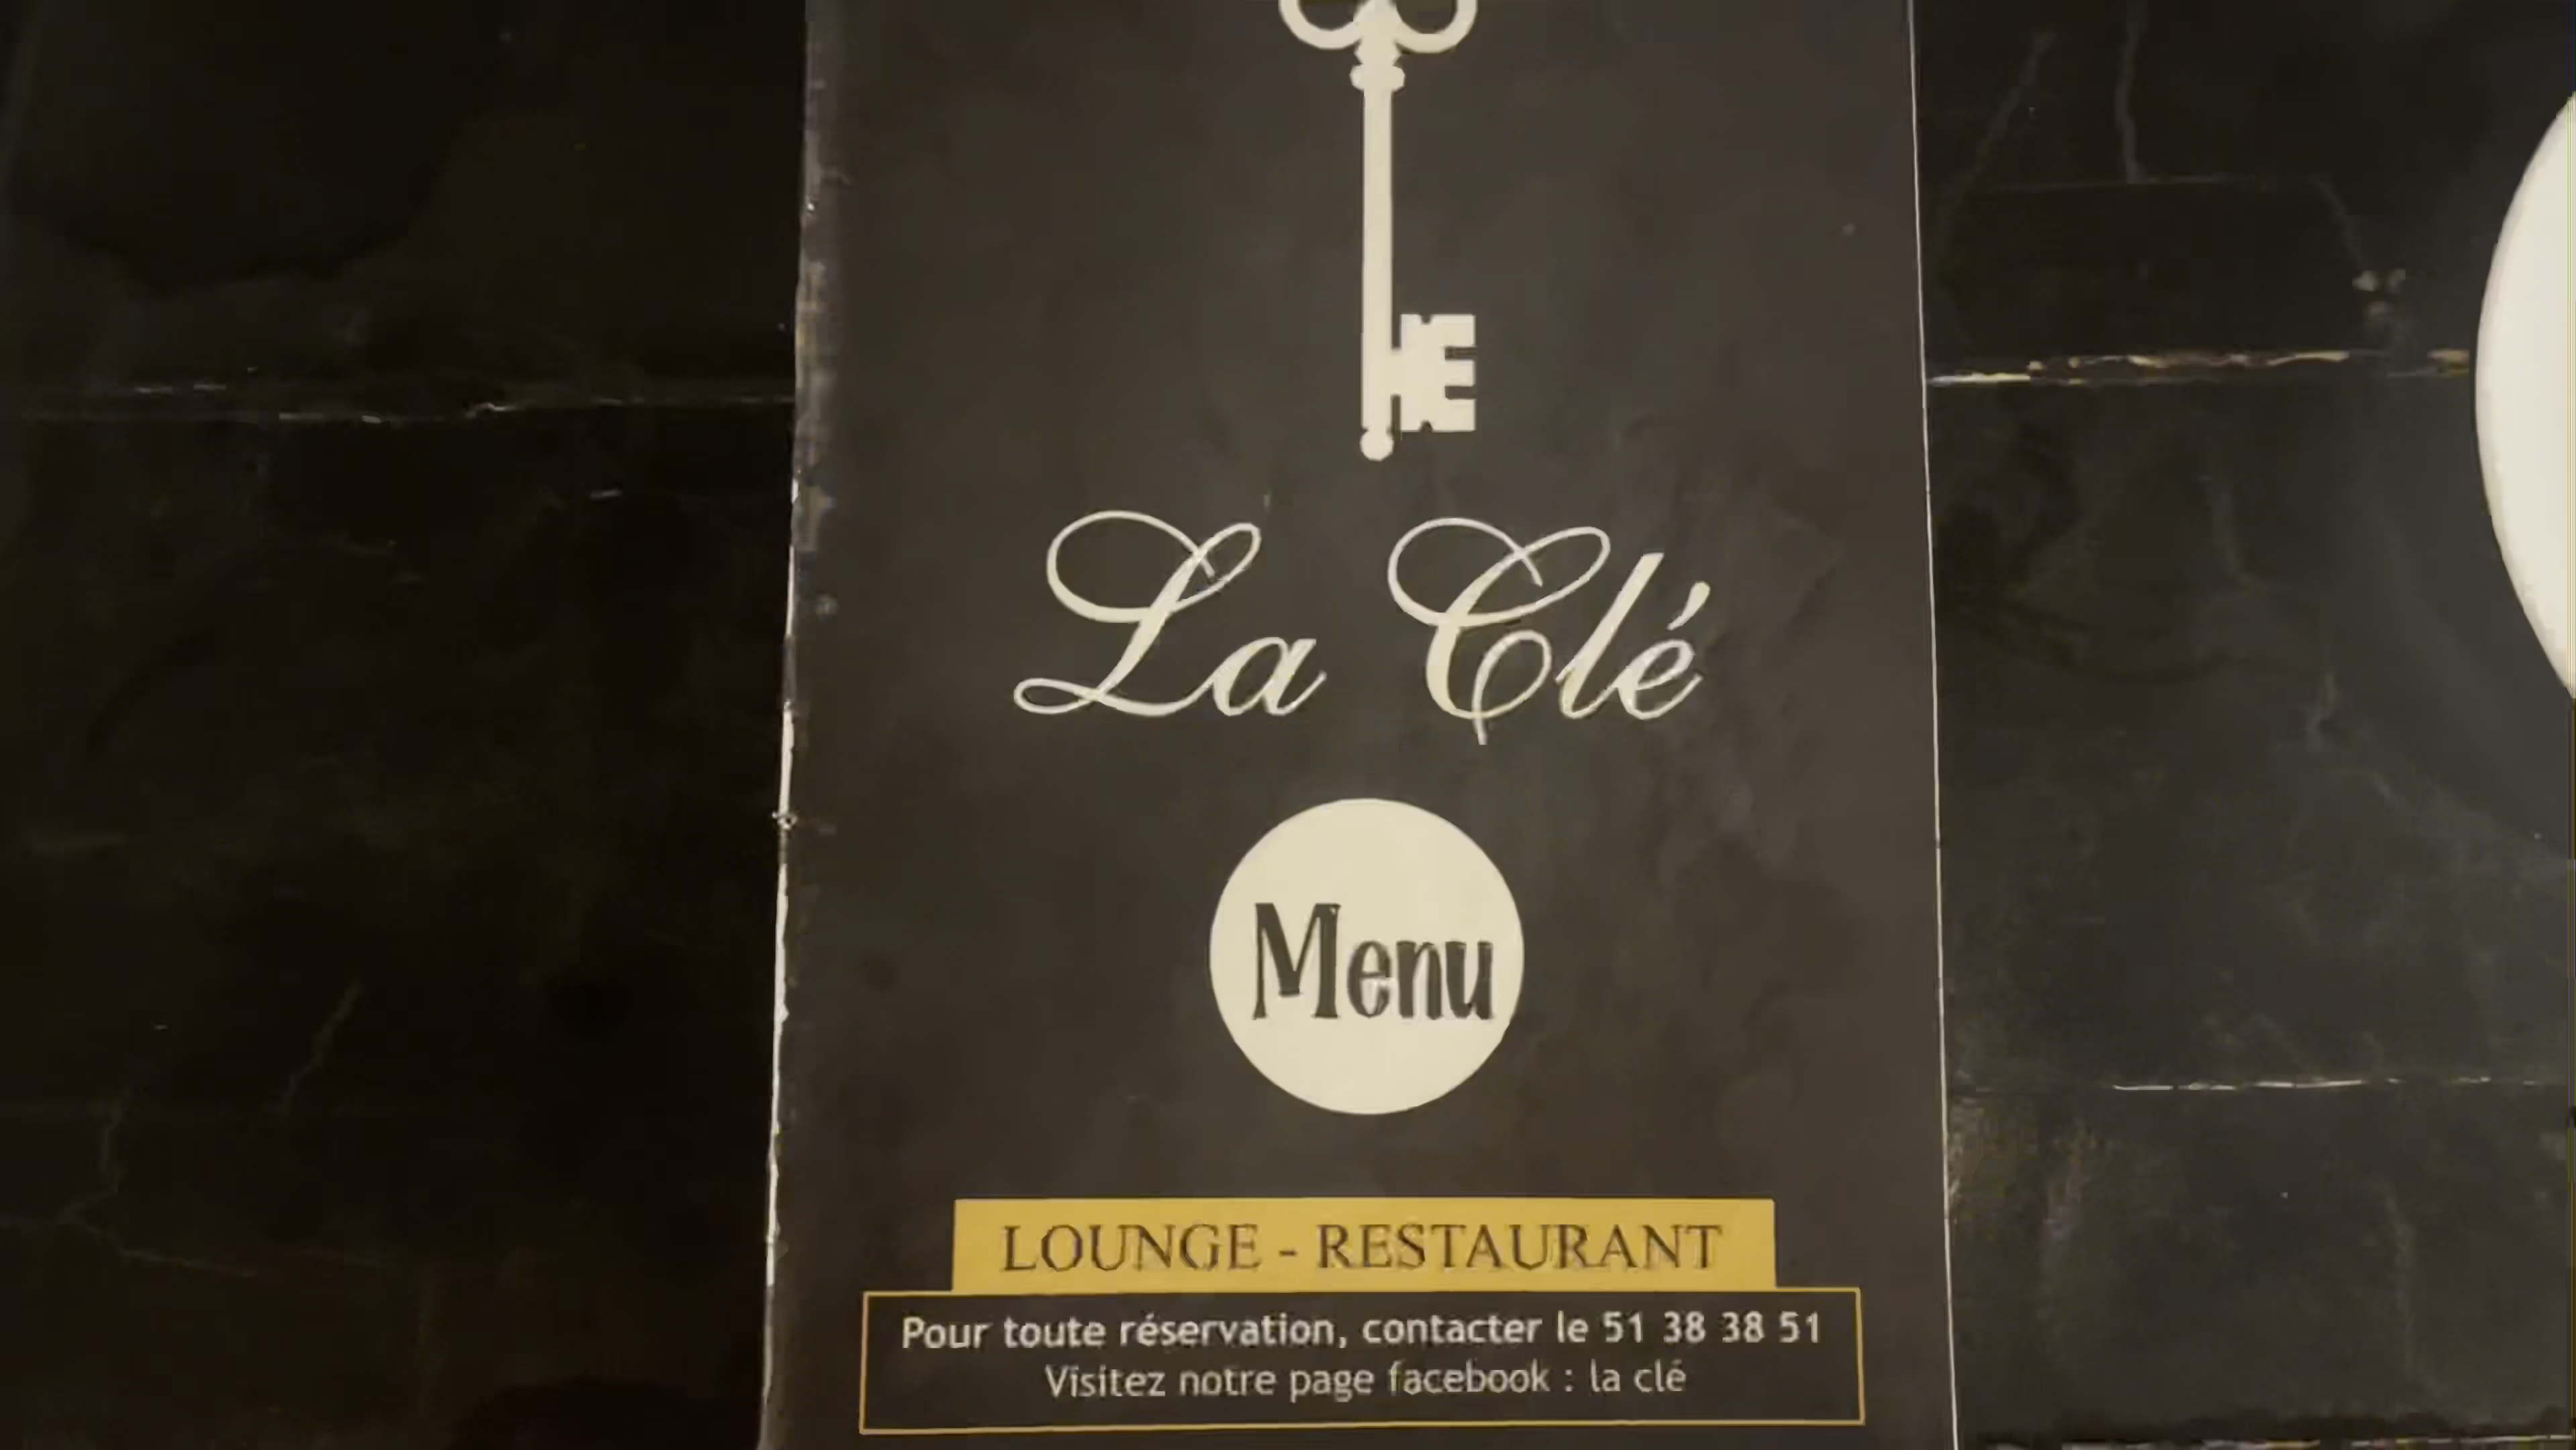 La Clé
Menu
LOUNGE - RESTAURANT
Pour toute réservation, contacter le 51 38 38 51
Visitez notre page facebook : la clé